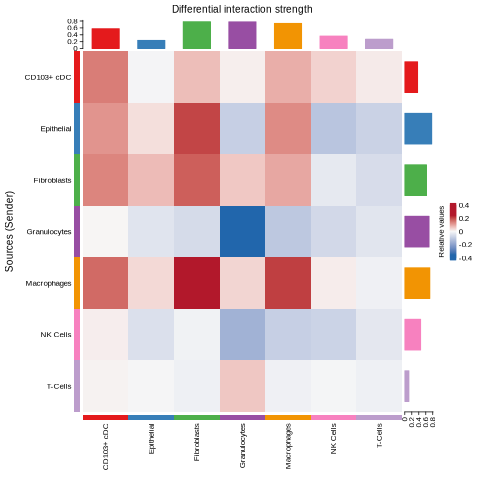 Differential interaction strength
0.8
0.6
0.4
0.2
0
CD103+ cDC
Epithelial
Fibroblasts
Granulocytes
Macrophages
NK Cells
T-Cells
Sources (Sender)
Relative values
0.4
0.2
0
-0.2
-0.4
CD103+ cDC
Epithelial
Fibroblasts
Granulocytes
Macrophages
NK Cells
T-Cells
0
0.2
0.4
0.6
0.8